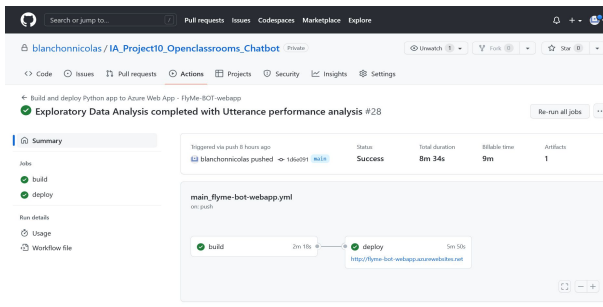 Search or jump to...
/
Pull requests Issues Codespaces Marketplace Explore
blanchonnicolas / IA_Project10_Openclassrooms_Chatbot Private
Unwatch 1
Fork 0
Star 0
Code Issues Pull requests Actions Projects Security Insights Settings
← Build and deploy Python app to Azure Web App - FlyMe-BOT-webapp
Exploratory Data Analysis completed with Utterance performance analysis #28
Re-run all jobs
...
Summary
Jobs
build
deploy
Run details
Usage
Workflow file
Triggered via push 8 hours ago
blanchonnicolas pushed 1d6a091 main
Status
Success
Total duration
8m 34s
Billable time
9m
Artifacts
1
main_flyme-bot-webapp.yml
on: push
build 2m 18s
deploy 5m 50s
http://flyme-bot-webapp.azurewebsites.net